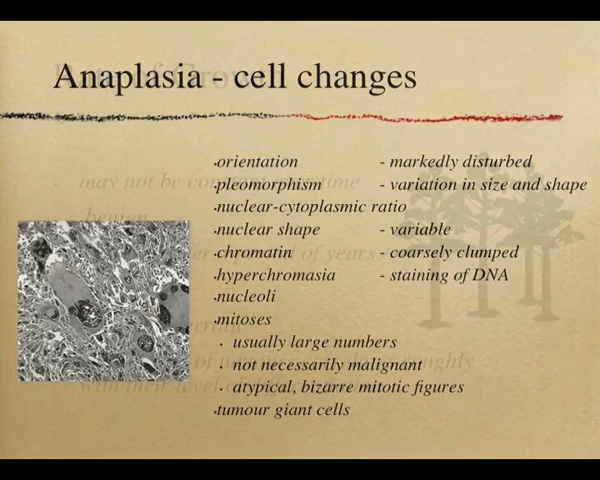 Anaplasia - cell changes
orientation - markedly disturbed
pleomorphism - variation in size and shape
nuclear-cytoplasmic ratio
nuclear shape - variable
chromatin - coarsely clumped
hyperchromasia - staining of DNA
nucleoli
mitoses
usually large numbers
not necessarily malignant
atypical, bizarre mitotic figures
tumour giant cells